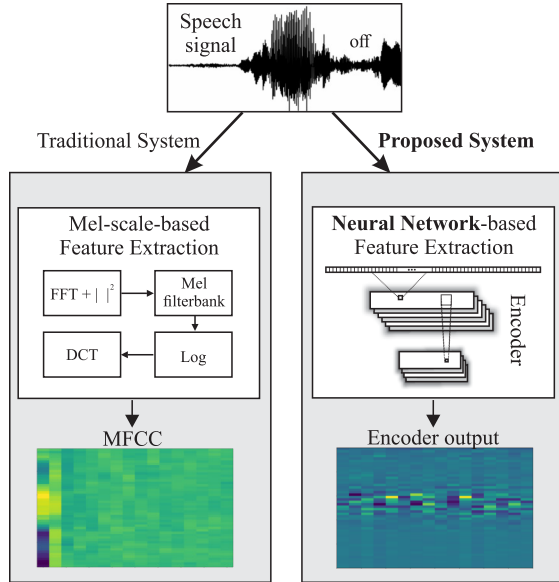 Speech
signal
off
Traditional System
Proposed System
Mel-scale-based
Feature Extraction
FFT + | |²
Mel
filterbank
DCT
Log
MFCC
Neural Network-based
Feature Extraction
...
Encoder
Encoder output